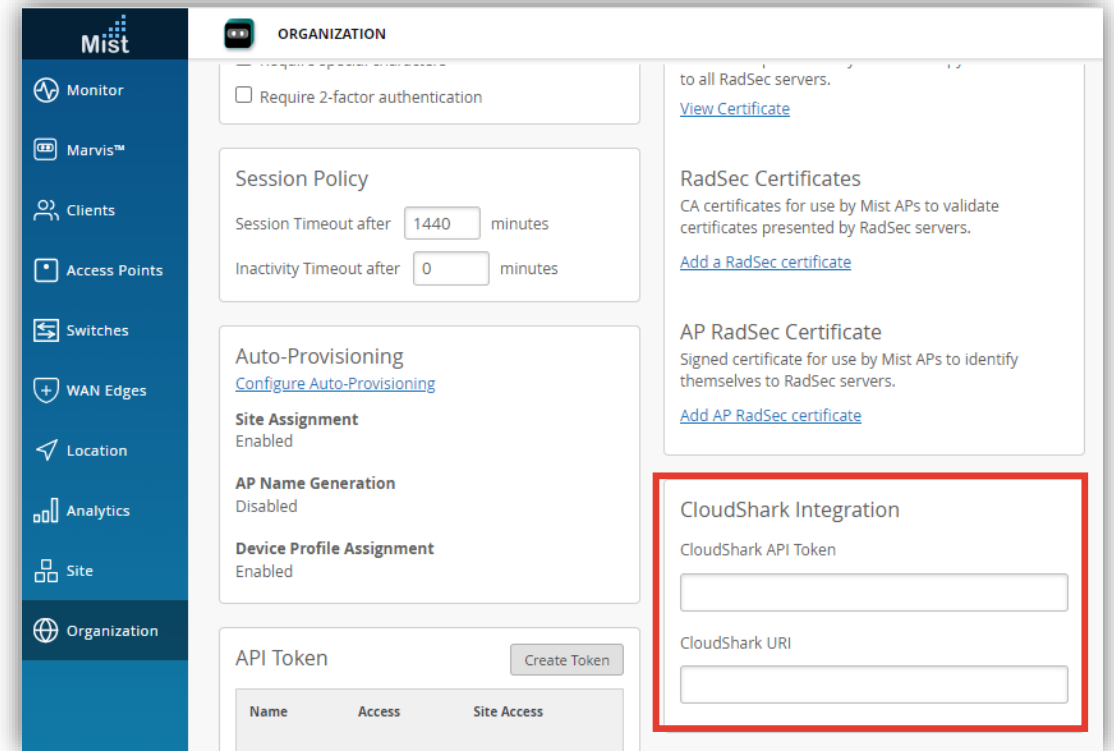 Mist
ORGANIZATION
Monitor
Marvis™
Clients
Access Points
Switches
WAN Edges
Location
Analytics
Site
Organization
Require special characters
Require 2-factor authentication
Session Policy
Session Timeout after 1440 minutes
Inactivity Timeout after 0 minutes
Auto-Provisioning
Configure Auto-Provisioning
Site Assignment
Enabled
AP Name Generation
Disabled
Device Profile Assignment
Enabled
API Token
Create Token
Name Access Site Access
to all RadSec servers.
View Certificate
RadSec Certificates
CA certificates for use by Mist APs to validate
certificates presented by RadSec servers.
Add a RadSec certificate
AP RadSec Certificate
Signed certificate for use by Mist APs to identify
themselves to RadSec servers.
Add AP RadSec certificate
CloudShark Integration
CloudShark API Token
CloudShark URI